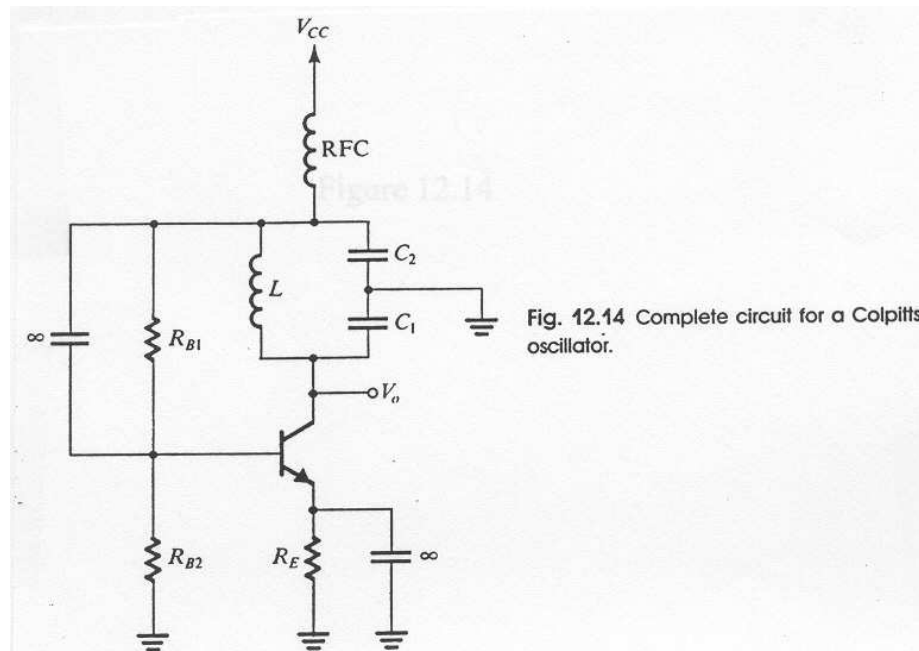 V_CC
RFC
Figure 12.14
C_2
L
C_1
∞
R_B1
V_o
R_B2
R_E
∞
Fig. 12.14 Complete circuit for a Colpitts
oscillator.